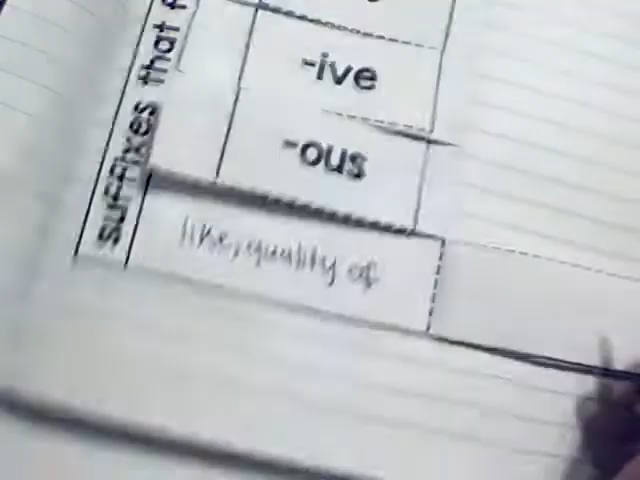 suffixes that
-ive
-ous
like, quality of